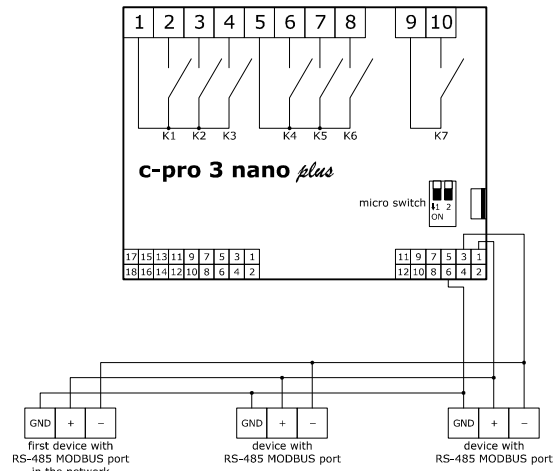 1 2 3 4 5 6 7 8 9 10
K1 K2 K3 K4 K5 K6 K7
c-pro 3 nano plus
micro switch
1 2
ON
17 15 13 11 9 7 5 3 1
18 16 14 12 10 8 6 4 2
11 9 7 5 3 1
12 10 8 6 4 2
GND + −
first device with
RS-485 MODBUS port
in the network
GND + −
device with
RS-485 MODBUS port
GND + −
device with
RS-485 MODBUS port